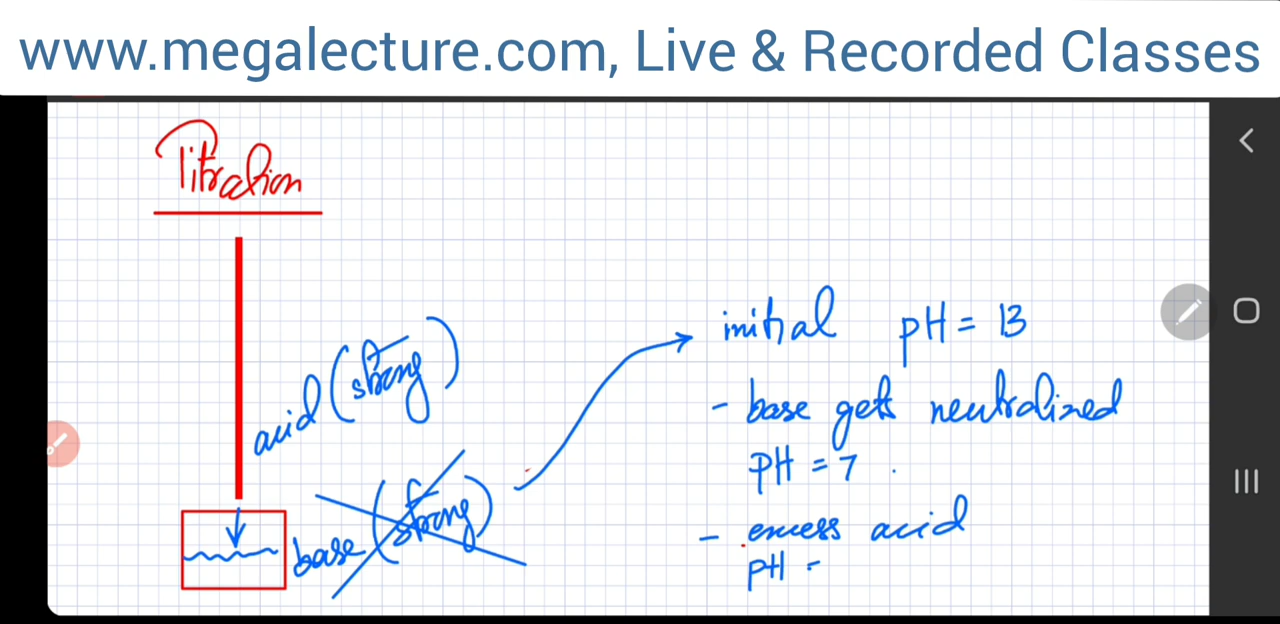 www.megalecture.com, Live & Recorded Classes
Titration
initial pH = 13
acid (strong)
- base gets neutralized
pH = 7
base (strong)
- excess acid
pH =